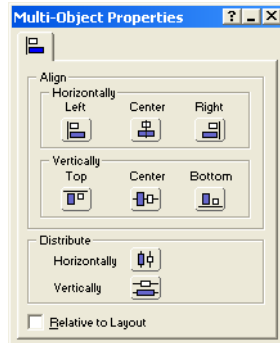 Multi-Object Properties
Align
Horizontally
Left Center Right
Vertically
Top Center Bottom
Distribute
Horizontally
Vertically
Relative to Layout